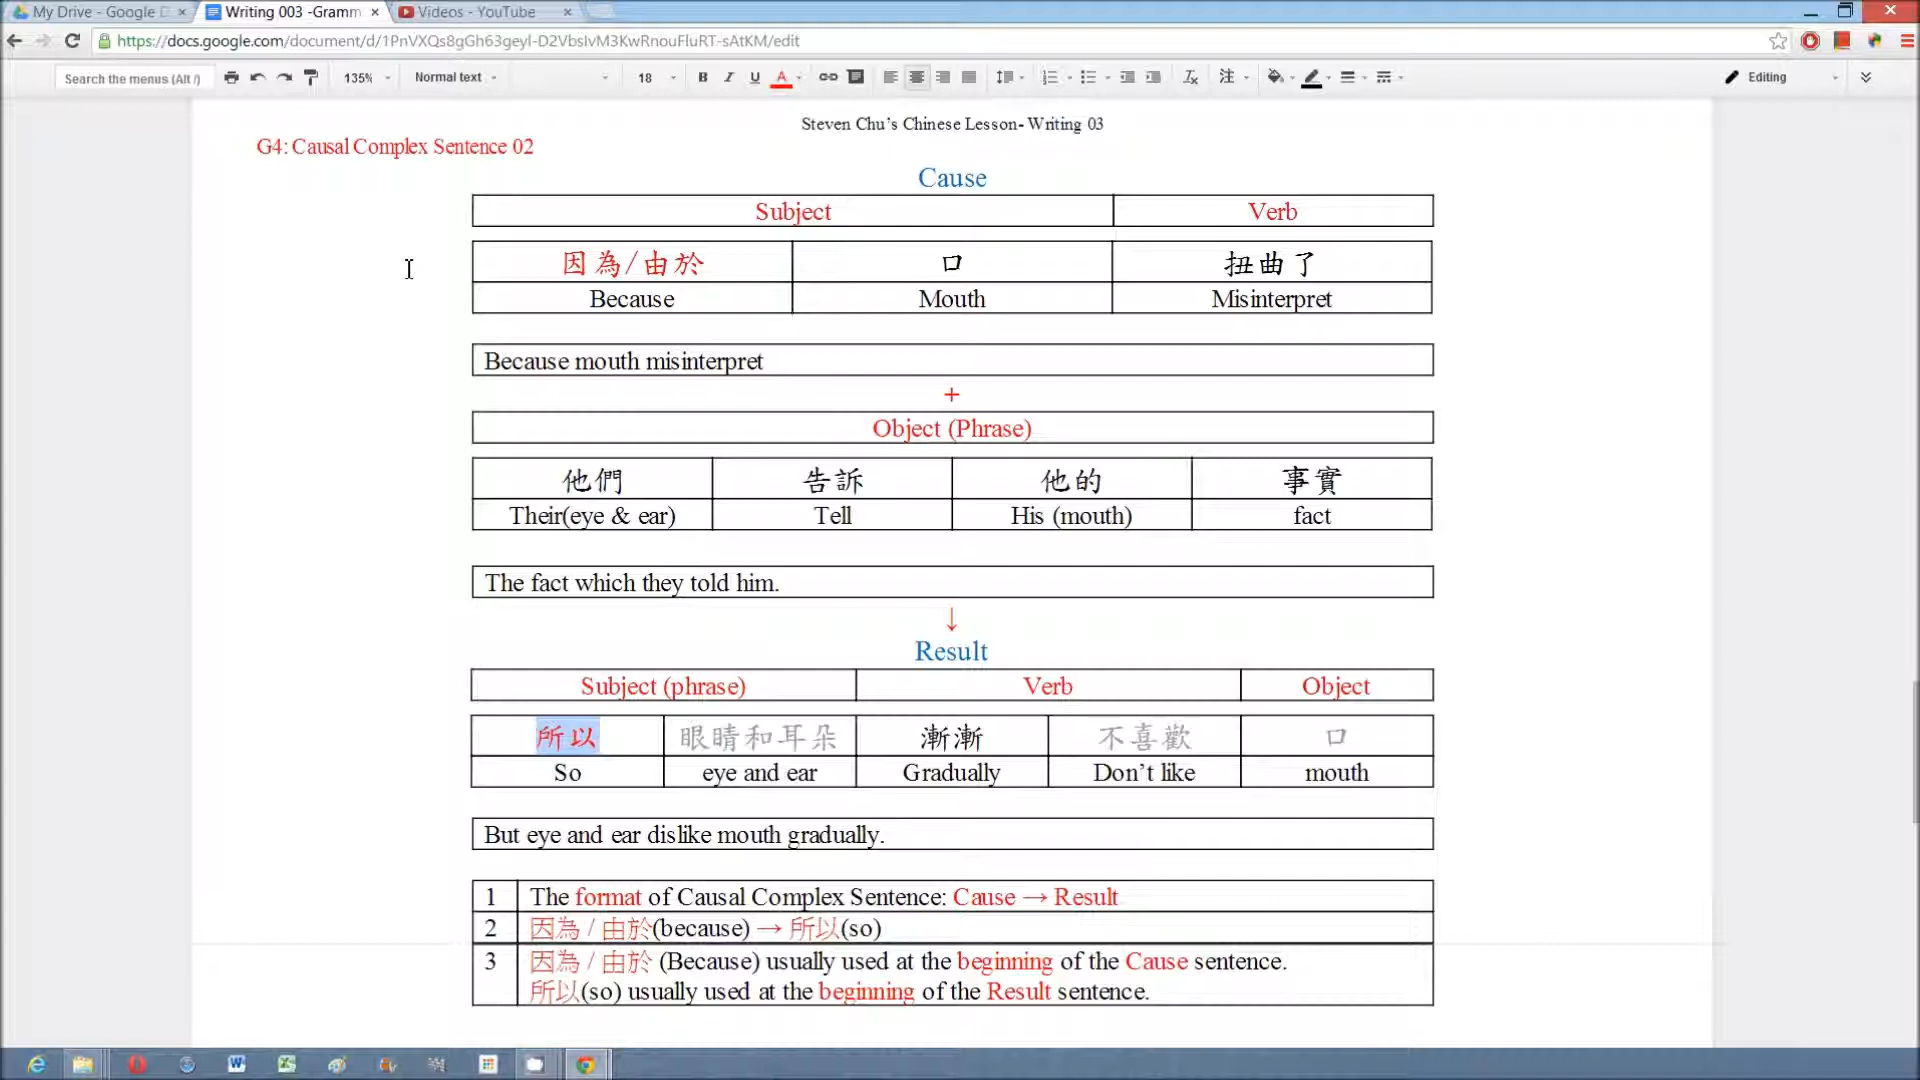 My Drive - Google D
Writing 003 -Gramm
Videos - YouTube
https://docs.google.com/document/d/1PnVXQs8gGh63geyl-D2VbsIvM3KwRnouFluRT-sAtKM/edit
Search the menus (Alt /)
135%
Normal text
18
B I U A
注
Editing
Steven Chu's Chinese Lesson- Writing 03
G4: Causal Complex Sentence 02
Cause
Subject Verb
因為/由於 口 扭曲了
Because Mouth Misinterpret
Because mouth misinterpret
+
Object (Phrase)
他們 告訴 他的 事實
Their(eye & ear) Tell His (mouth) fact
The fact which they told him.
↓
Result
Subject (phrase) Verb Object
所以 眼睛和耳朵 漸漸 不喜歡 口
So eye and ear Gradually Don't like mouth
But eye and ear dislike mouth gradually.
1 The format of Causal Complex Sentence: Cause → Result
2 因為 / 由於(because) → 所以(so)
3 因為 / 由於 (Because) usually used at the beginning of the Cause sentence.
所以(so) usually used at the beginning of the Result sentence.